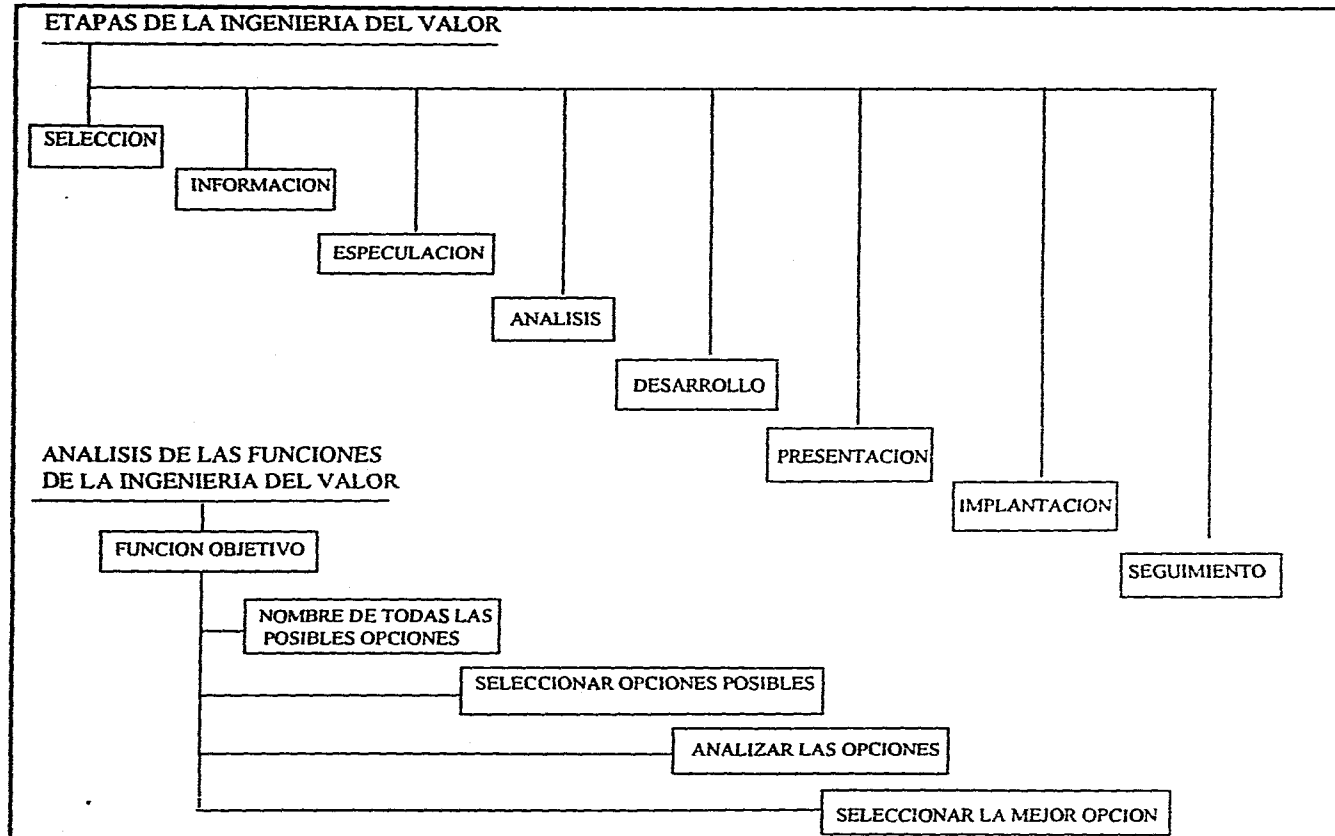 ETAPAS DE LA INGENIERIA DEL VALOR
SELECCION
INFORMACION
ESPECULACION
ANALISIS
DESARROLLO
PRESENTACION
IMPLANTACION
SEGUIMIENTO
ANALISIS DE LAS FUNCIONES
DE LA INGENIERIA DEL VALOR
FUNCION OBJETIVO
NOMBRE DE TODAS LAS
POSIBLES OPCIONES
SELECCIONAR OPCIONES POSIBLES
ANALIZAR LAS OPCIONES
SELECCIONAR LA MEJOR OPCION